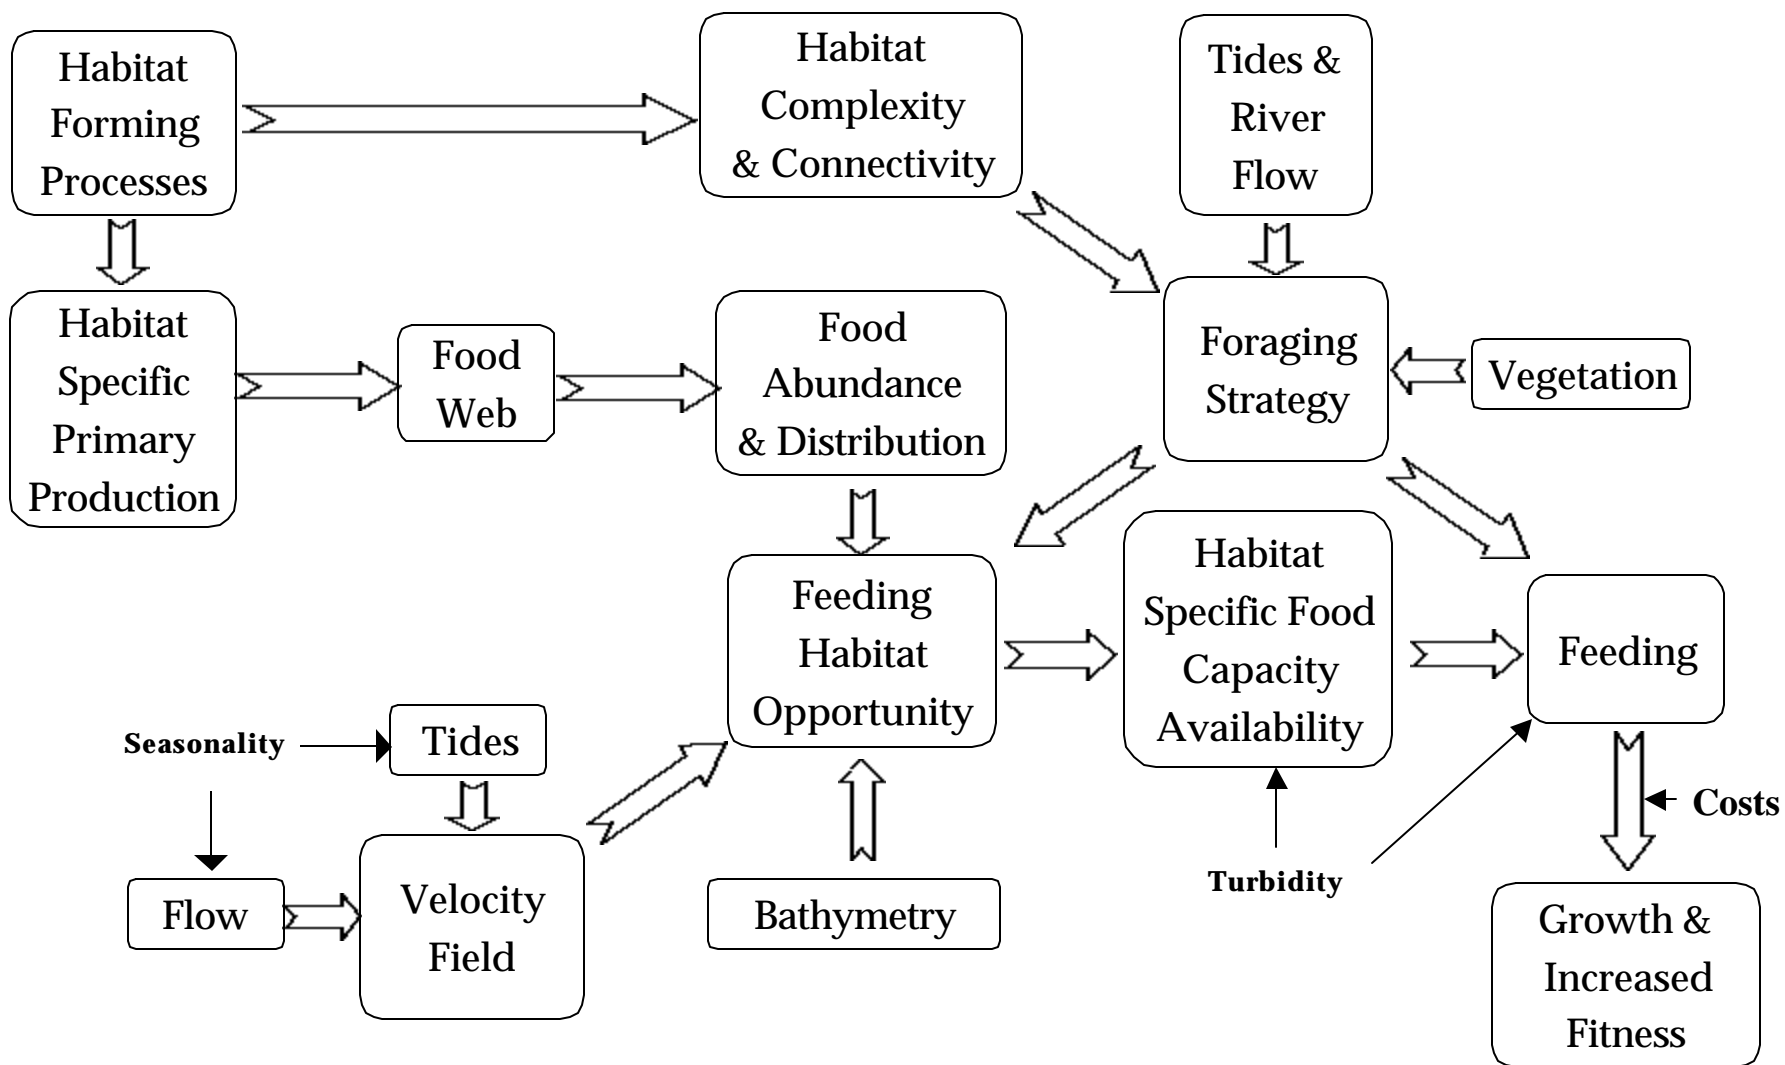 Habitat
Forming
Processes
Habitat
Complexity
& Connectivity
Tides &
River
Flow
Habitat
Specific
Primary
Production
Food
Web
Food
Abundance
& Distribution
Foraging
Strategy
Vegetation
Feeding
Habitat
Opportunity
Habitat
Specific Food
Capacity
Availability
Feeding
Seasonality
Tides
Flow
Velocity
Field
Bathymetry
Turbidity
Costs
Growth &
Increased
Fitness